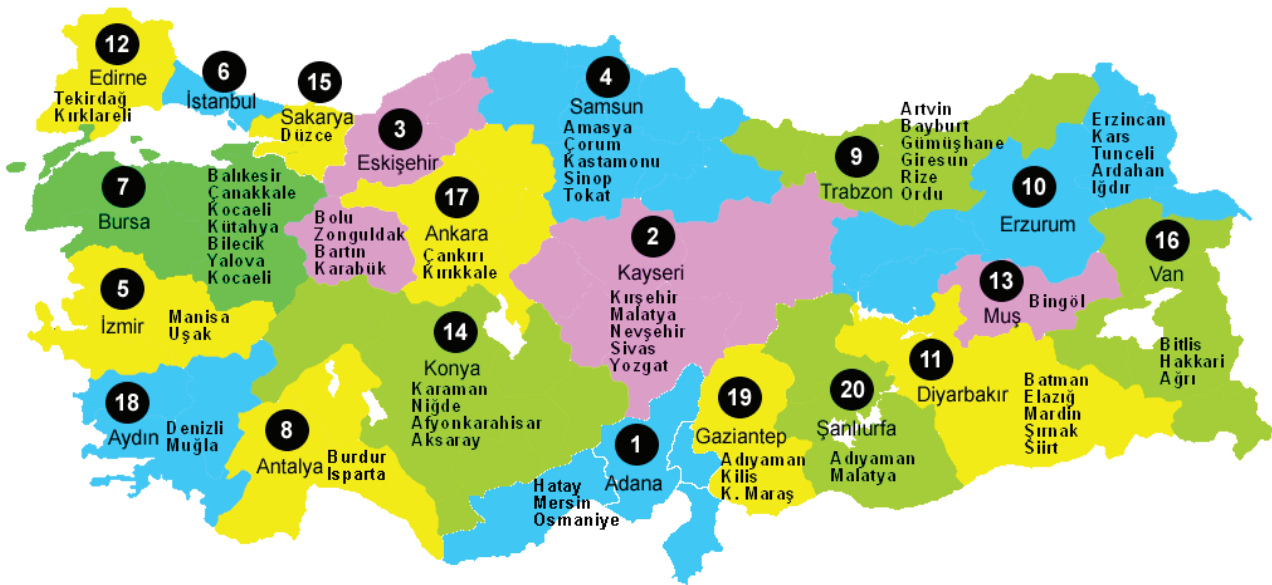 12
Edirne
Tekirdağ
Kırklareli
6
İstanbul
15
Sakarya
Düzce
3
Eskişehir
Bolu
Zonguldak
Bartın
Karabük
4
Samsun
Amasya
Çorum
Kastamonu
Sinop
Tokat
9
Trabzon
Artvin
Bayburt
Gümüşhane
Giresun
Rize
Ordu
10
Erzurum
Erzincan
Kars
Tunceli
Ardahan
Iğdır
7
Bursa
Balıkesir
Çanakkale
Kocaeli
Kütahya
Bilecik
Yalova
Kocaeli
17
Ankara
Çankırı
Kırıkkale
2
Kayseri
Kırşehir
Malatya
Nevşehir
Sivas
Yozgat
13
Muş
Bingöl
16
Van
Bitlis
Hakkari
Ağrı
5
İzmir
Manisa
Uşak
14
Konya
Karaman
Niğde
Afyonkarahisar
Aksaray
11
Diyarbakır
Batman
Elazığ
Mardin
Şırnak
Siirt
18
Aydın
Denizli
Muğla
8
Antalya
Burdur
Isparta
1
Adana
Hatay
Mersin
Osmaniye
19
Gaziantep
Adıyaman
Kilis
K. Maraş
20
Şanlıurfa
Adıyaman
Malatya